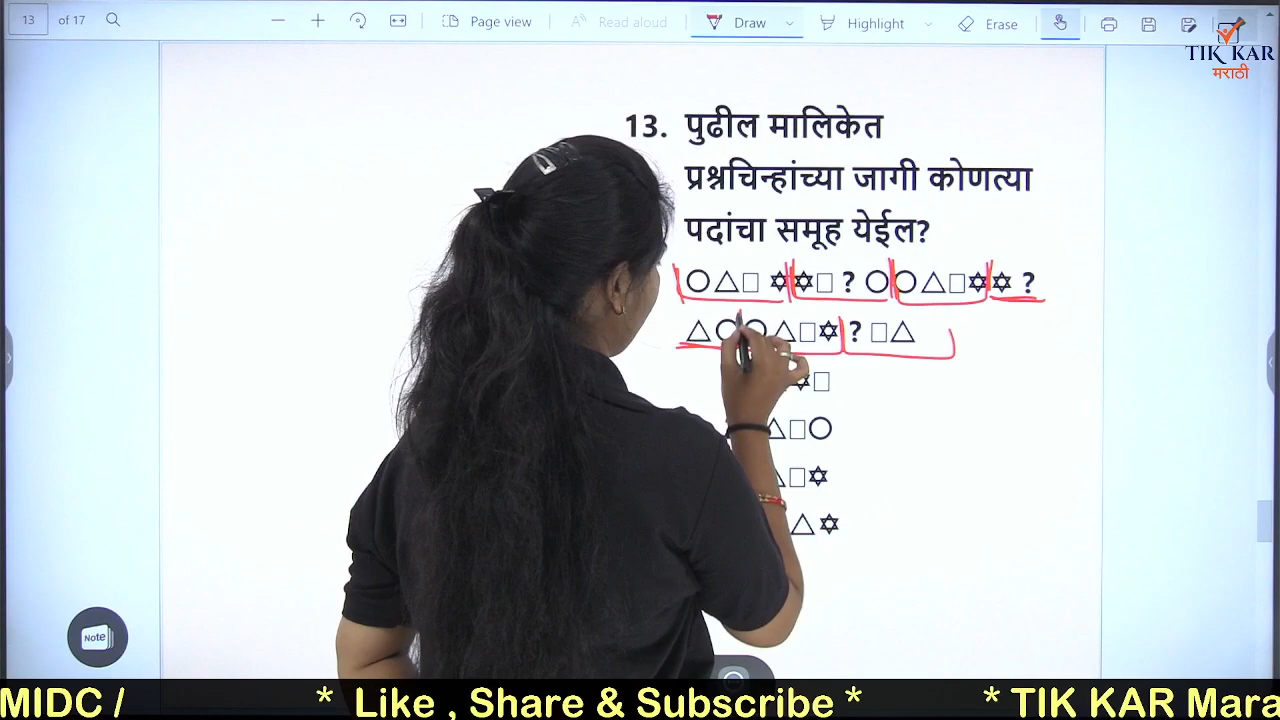 13 of 17 Page view Read aloud Draw Highlight Erase
TIK KAR
मराठी
13. पुढील मालिकेत
प्रश्नचिन्हांच्या जागी कोणत्या
पदांचा समूह येईल?
○△□ ✡✡□ ? ○○△□✡✡ ?
△○○△□✡ ? □△
✡□
△□○
△□✡
△✡
Note
MIDC / * Like , Share & Subscribe * * TIK KAR Mara